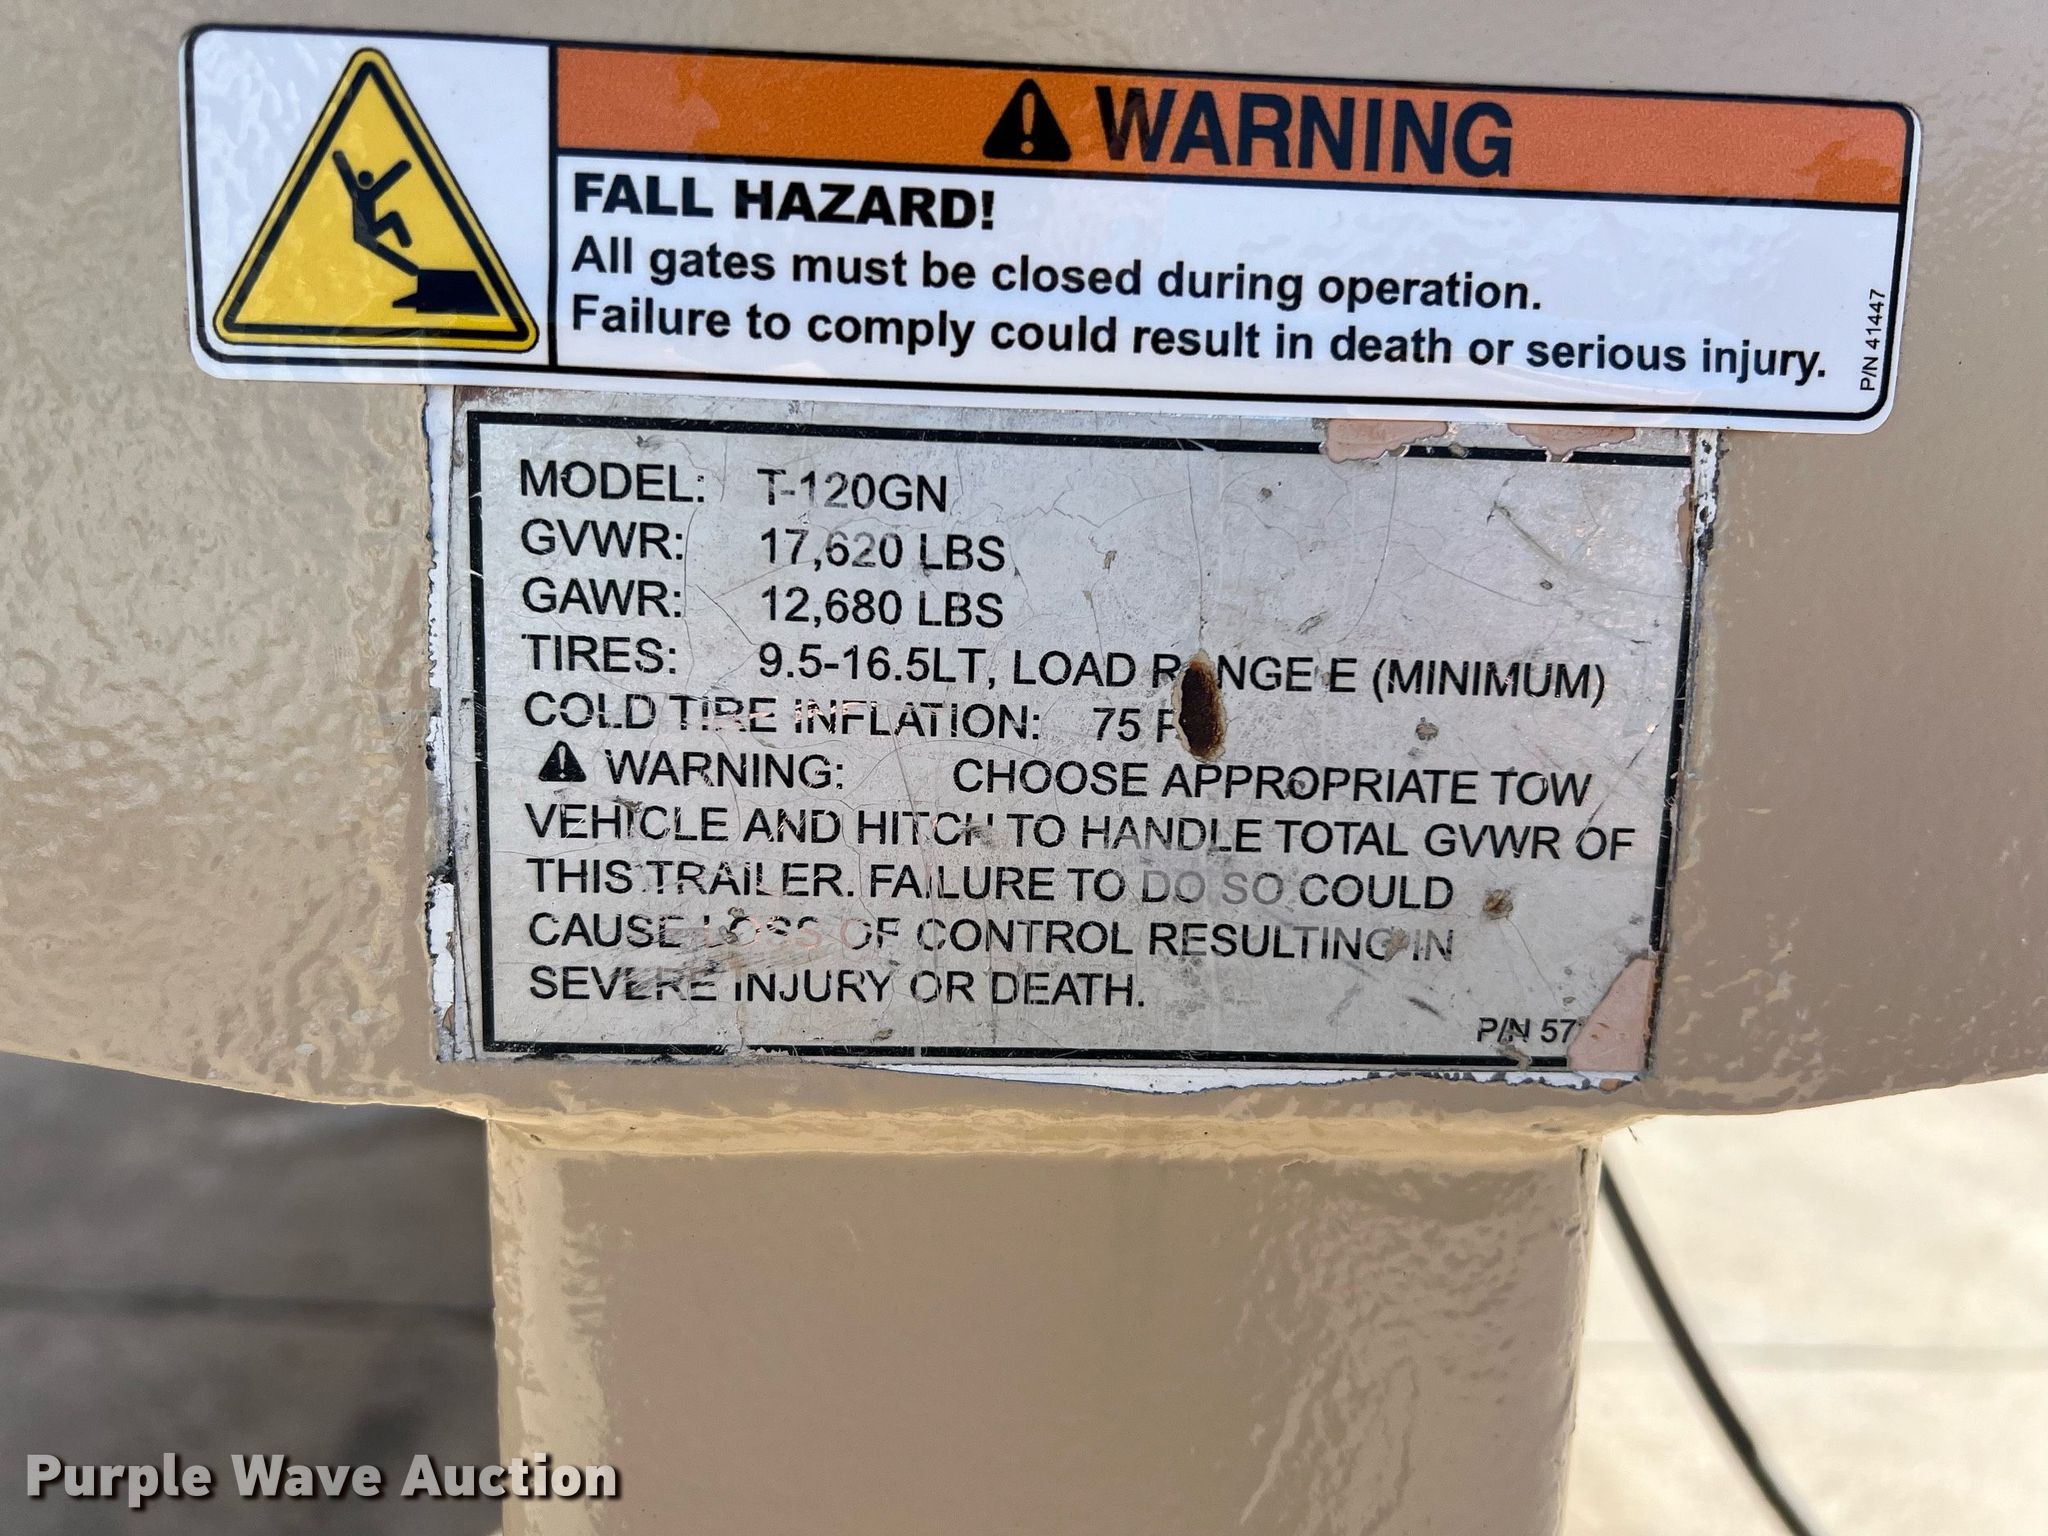 WARNING
FALL HAZARD!
All gates must be closed during operation.
Failure to comply could result in death or serious injury.
P/N 41447
MODEL: T-120GN
GVWR: 17,620 LBS
GAWR: 12,680 LBS
TIRES: 9.5-16.5LT, LOAD RANGE E (MINIMUM)
COLD TIRE INFLATION: 75
WARNING: CHOOSE APPROPRIATE TOW
VEHICLE AND HITCH TO HANDLE TOTAL GVWR OF
THIS TRAILER. FAILURE TO DO SO COULD
CAUSE LOSS OF CONTROL RESULTING IN
SEVERE INJURY OR DEATH.
P/N
Purple Wave Auction